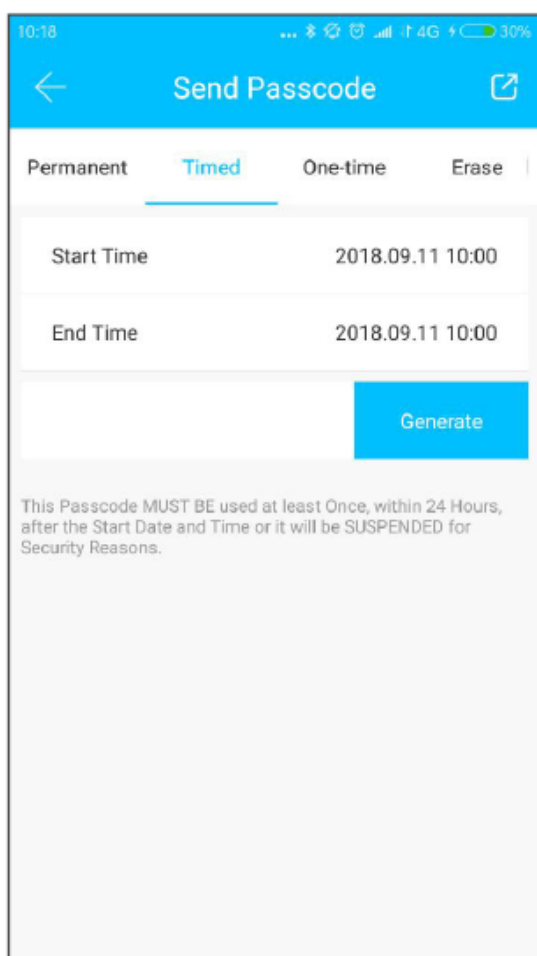 10:18 ... 4G 30%
Send Passcode
Permanent Timed One-time Erase
Start Time 2018.09.11 10:00
End Time 2018.09.11 10:00
Generate
This Passcode MUST BE used at least Once, within 24 Hours,
after the Start Date and Time or it will be SUSPENDED for
Security Reasons.